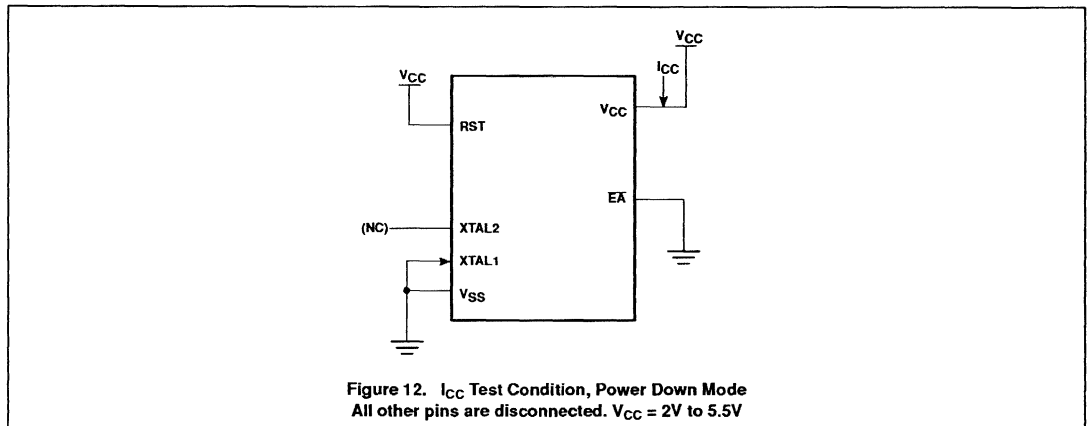 VCC
ICC
VCC
VCC
RST
E̅A̅
(NC)
XTAL2
XTAL1
VSS
Figure 12. ICC Test Condition, Power Down Mode
All other pins are disconnected. VCC = 2V to 5.5V